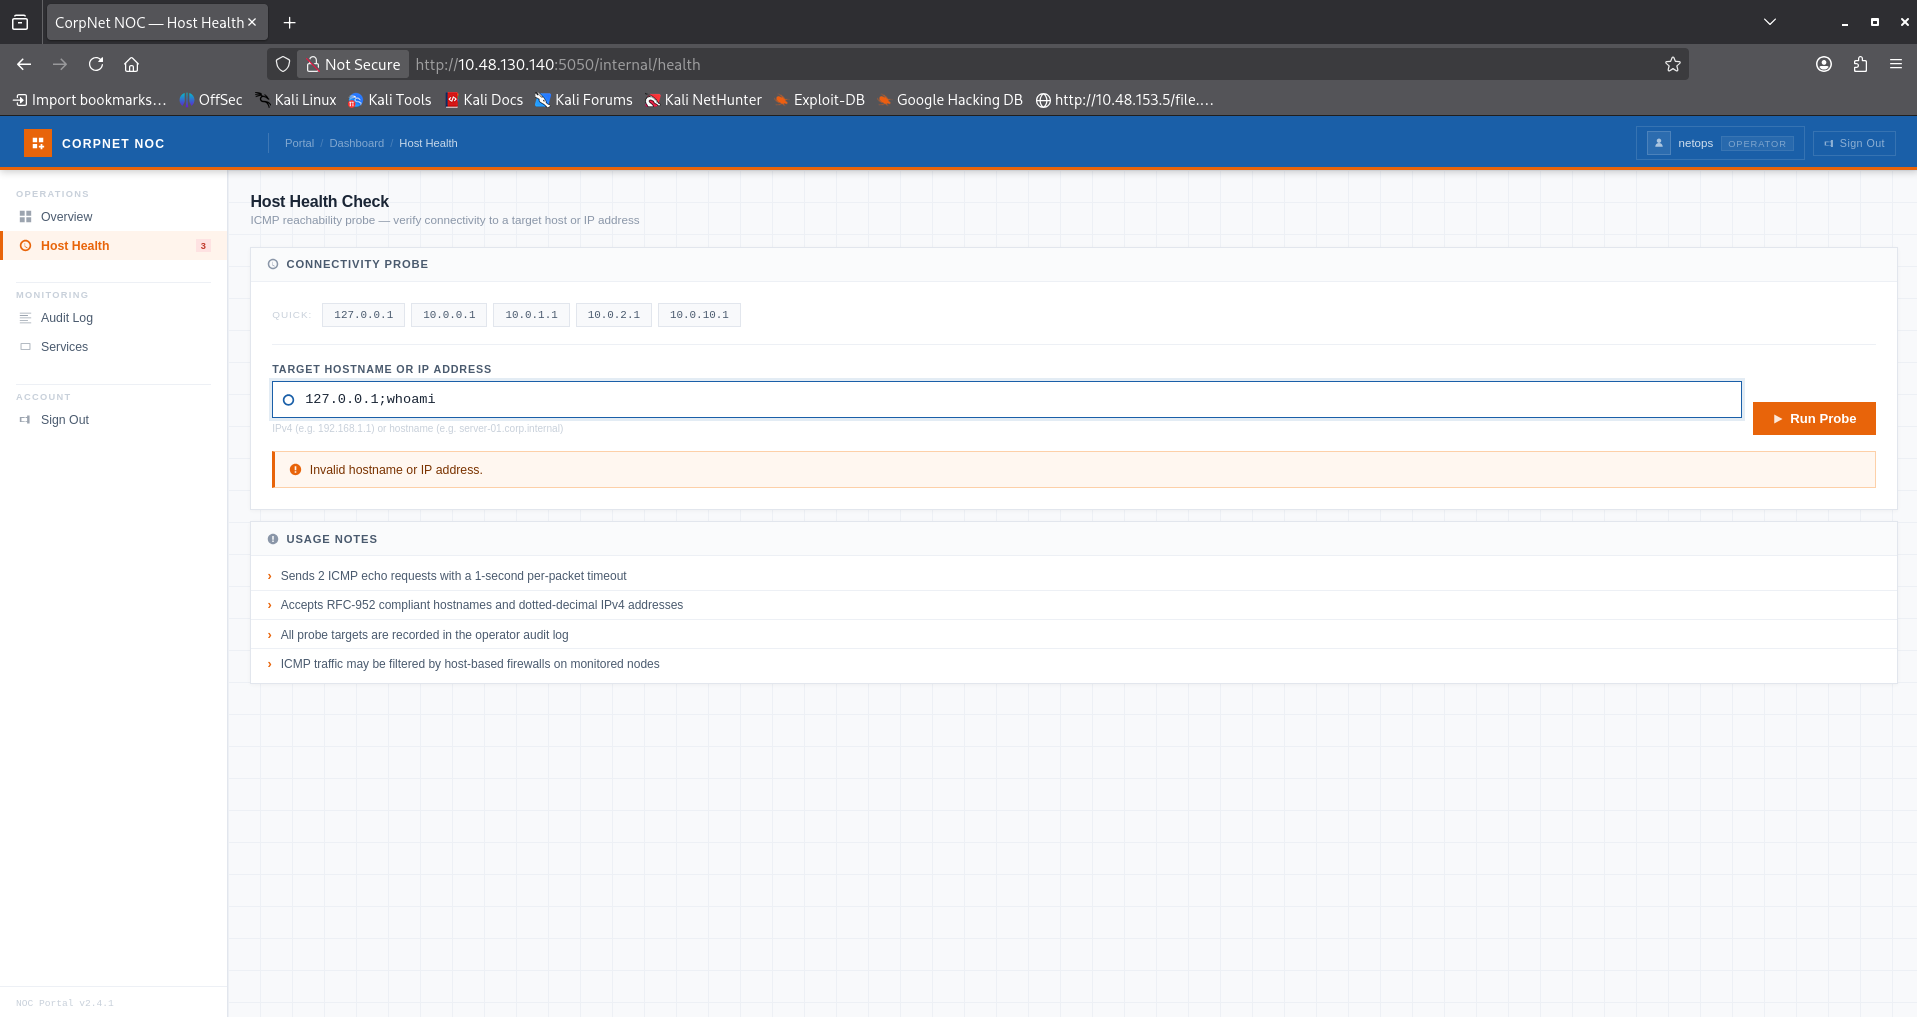 CorpNet NOC — Host Health
Not Secure http://10.48.130.140:5050/internal/health
Import bookmarks… OffSec Kali Linux Kali Tools Kali Docs Kali Forums Kali NetHunter Exploit-DB Google Hacking DB http://10.48.153.5/file.…
CORPNET NOC Portal / Dashboard / Host Health netops OPERATOR Sign Out
OPERATIONS
Overview
Host Health 3
MONITORING
Audit Log
Services
ACCOUNT
Sign Out
NOC Portal v2.4.1
Host Health Check
ICMP reachability probe — verify connectivity to a target host or IP address
CONNECTIVITY PROBE
QUICK: 127.0.0.1 10.0.0.1 10.0.1.1 10.0.2.1 10.0.10.1
TARGET HOSTNAME OR IP ADDRESS
127.0.0.1;whoami
Run Probe
IPv4 (e.g. 192.168.1.1) or hostname (e.g. server-01.corp.internal)
Invalid hostname or IP address.
USAGE NOTES
› Sends 2 ICMP echo requests with a 1-second per-packet timeout
› Accepts RFC-952 compliant hostnames and dotted-decimal IPv4 addresses
› All probe targets are recorded in the operator audit log
› ICMP traffic may be filtered by host-based firewalls on monitored nodes